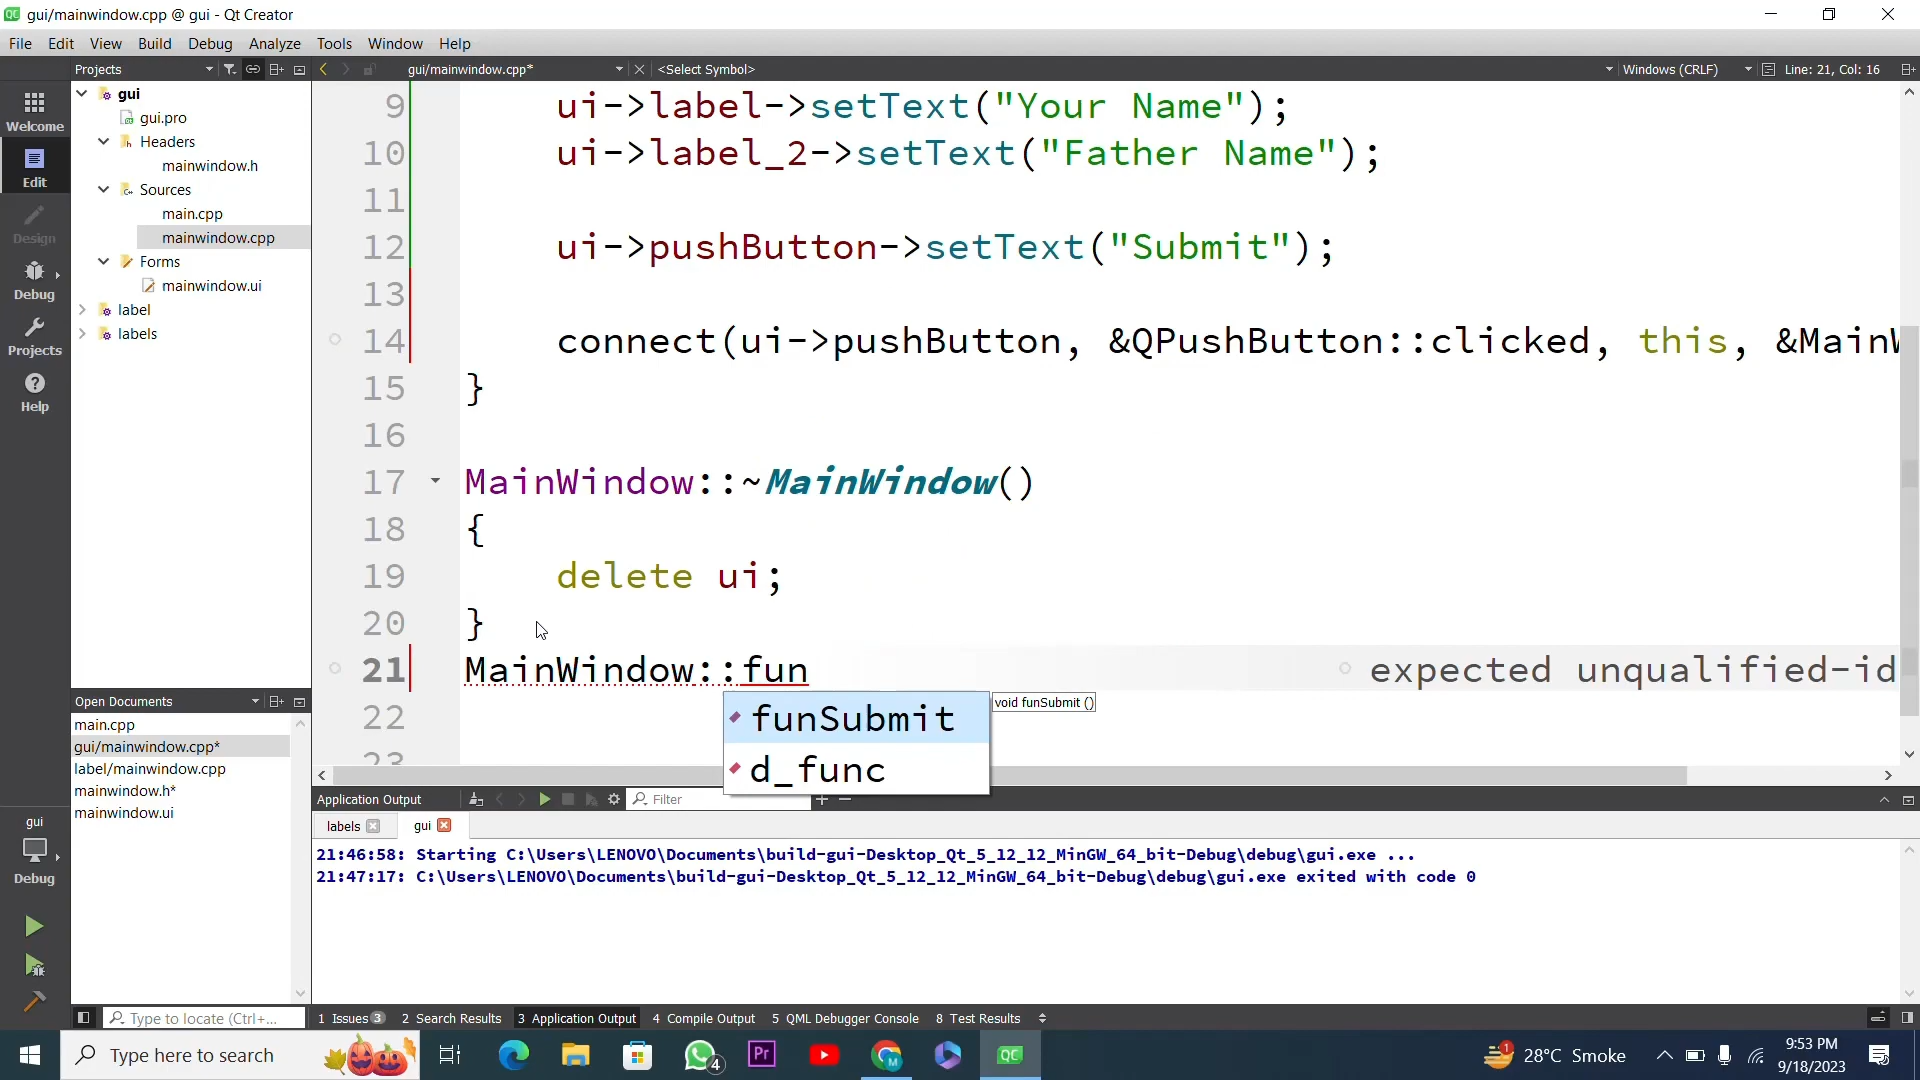 gui/mainwindow.cpp @ gui - Qt Creator
File Edit View Build Debug Analyze Tools Window Help
Projects
gui/mainwindow.cpp*
<Select Symbol>
Windows (CRLF)
Line: 21, Col: 16
Welcome
Edit
Design
Debug
Projects
Help
gui
Debug
gui
gui.pro
Headers
mainwindow.h
Sources
main.cpp
mainwindow.cpp
Forms
mainwindow.ui
label
labels
Open Documents
main.cpp
gui/mainwindow.cpp*
label/mainwindow.cpp
mainwindow.h*
mainwindow.ui
9 ui->label->setText("Your Name");
10 ui->label_2->setText("Father Name");
11
12 ui->pushButton->setText("Submit");
13
14 connect(ui->pushButton, &QPushButton::clicked, this, &MainW
15 }
16
17 MainWindow::~MainWindow()
18 {
19 delete ui;
20 }
21 MainWindow::fun expected unqualified-id
22
23
funSubmit
void funSubmit ()
d_func
Application Output
Filter
labels
gui
21:46:58: Starting C:\Users\LENOVO\Documents\build-gui-Desktop_Qt_5_12_12_MinGW_64_bit-Debug\debug\gui.exe ...
21:47:17: C:\Users\LENOVO\Documents\build-gui-Desktop_Qt_5_12_12_MinGW_64_bit-Debug\debug\gui.exe exited with code 0
Type to locate (Ctrl+...
1 Issues 3
2 Search Results
3 Application Output
4 Compile Output
5 QML Debugger Console
8 Test Results
Type here to search
4
Pr
M
QC
1
28°C Smoke
9:53 PM
9/18/2023